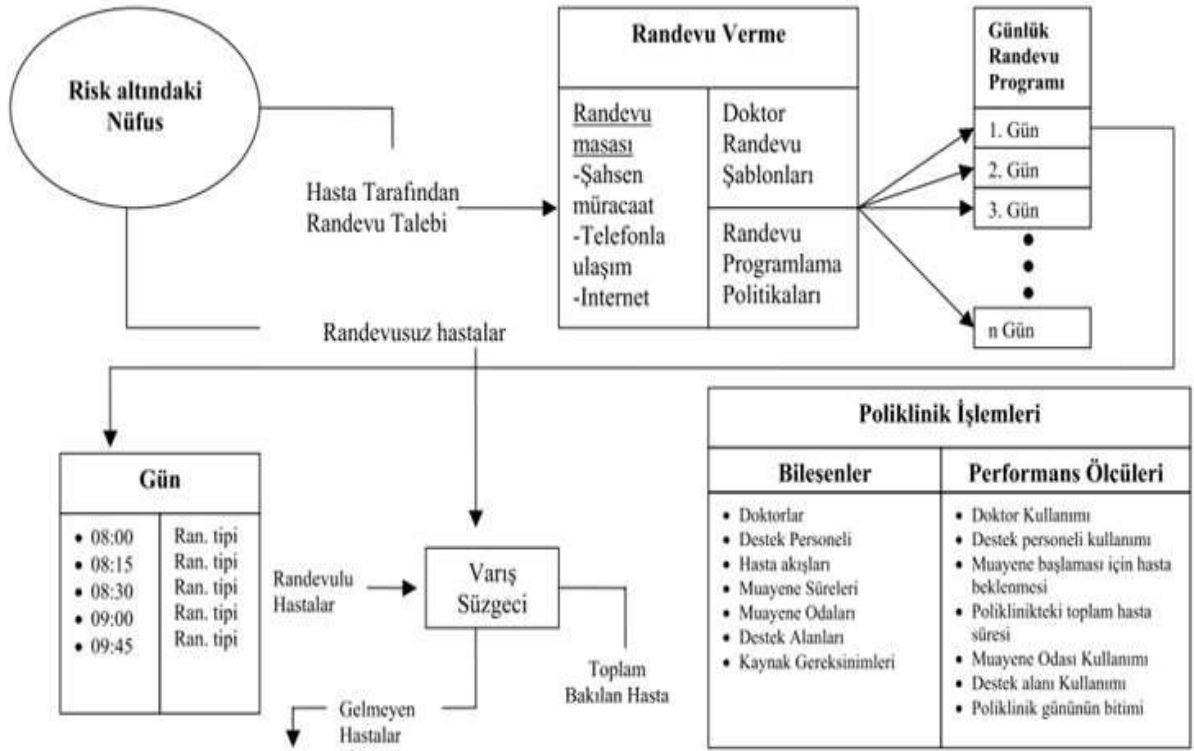 Risk altındaki
Nüfus
Hasta Tarafından
Randevu Talebi
Randevu Verme
Randevu
masası
-Şahsen
müracaat
-Telefonla
ulaşım
-Internet
Doktor
Randevu
Şablonları
Randevu
Programlama
Politikaları
Günlük
Randevu
Programı
1. Gün
2. Gün
3. Gün
n Gün
Randevusuz hastalar
Gün
• 08:00
• 08:15
• 08:30
• 09:00
• 09:45
Ran. tipi
Ran. tipi
Ran. tipi
Ran. tipi
Ran. tipi
Randevulu
Hastalar
Varış
Süzgeci
Gelmeyen
Hastalar
Toplam
Bakılan Hasta
Poliklinik İşlemleri
Bileşenler
• Doktorlar
• Destek Personeli
• Hasta akışları
• Muayene Süreleri
• Muayene Odaları
• Destek Alanları
• Kaynak Gereksinimleri
Performans Ölçüleri
• Doktor Kullanımı
• Destek personeli kullanımı
• Muayene başlaması için hasta
beklenmesi
• Poliklinikteki toplam hasta
süresi
• Muayene Odası Kullanımı
• Destek alanı Kullanımı
• Poliklinik gününün bitimi